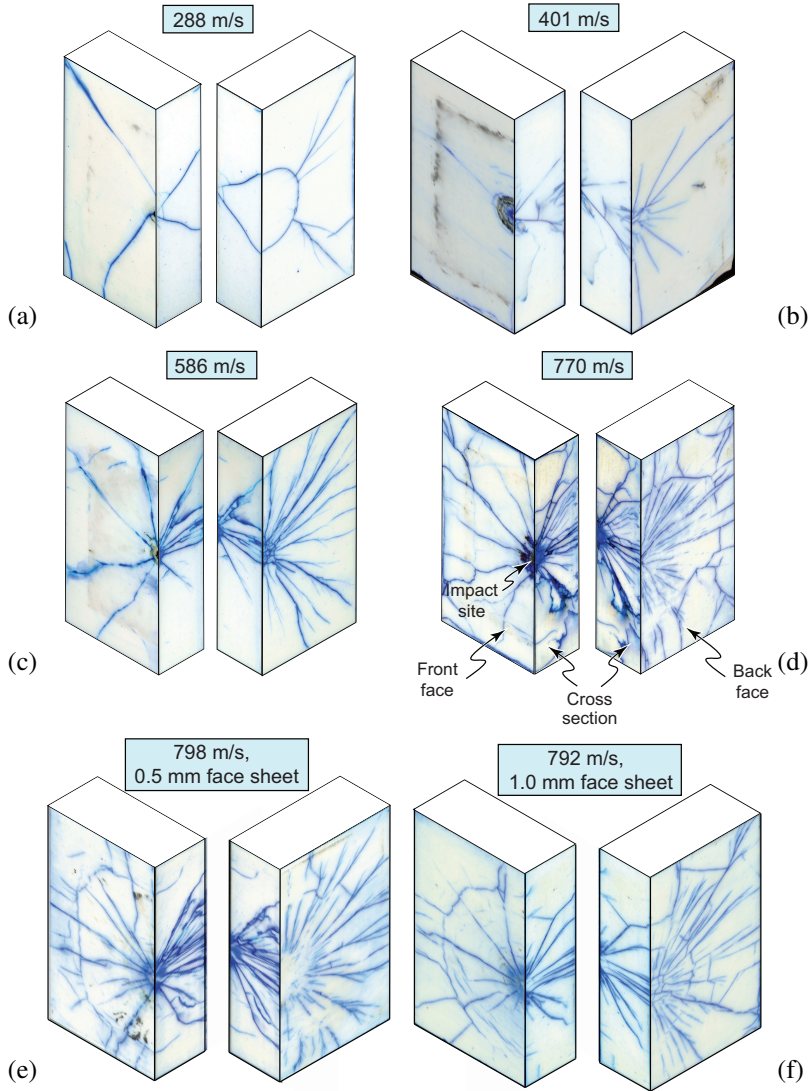 288 m/s
401 m/s
(a)
(b)
586 m/s
770 m/s
Impact
site
(c)
(d)
Front
face
Cross
section
Back
face
798 m/s,
0.5 mm face sheet
792 m/s,
1.0 mm face sheet
(e)
(f)